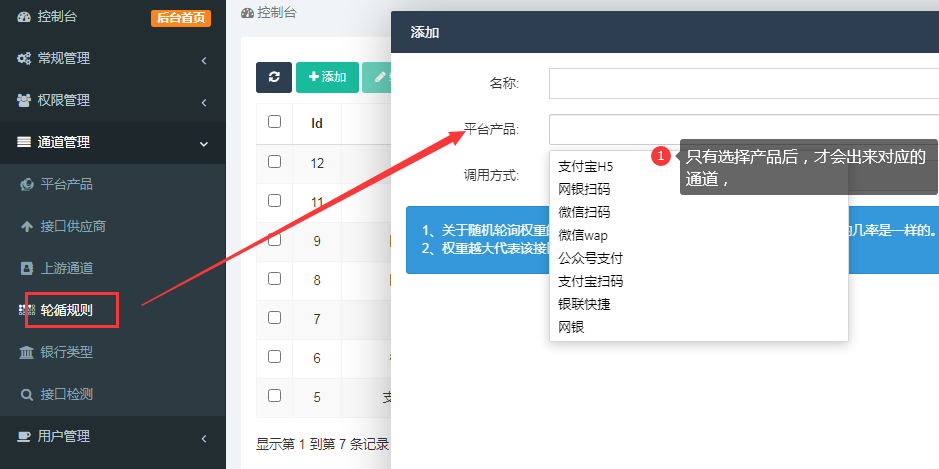 控制台
后台首页
常规管理
权限管理
通道管理
平台产品
接口供应商
上游通道
轮循规则
银行类型
接口检测
用户管理
控制台
添加
Id
12
11
9
8
7
6
5
显示第 1 到第 7 条记录
添加
名称:
平台产品:
调用方式:
支付宝H5
网银扫码
微信扫码
微信wap
公众号支付
支付宝扫码
银联快捷
网银
1
只有选择产品后，才会出来对应的
通道，
1、关于随机轮询权重的
的几率是一样的。
2、权重越大代表该接